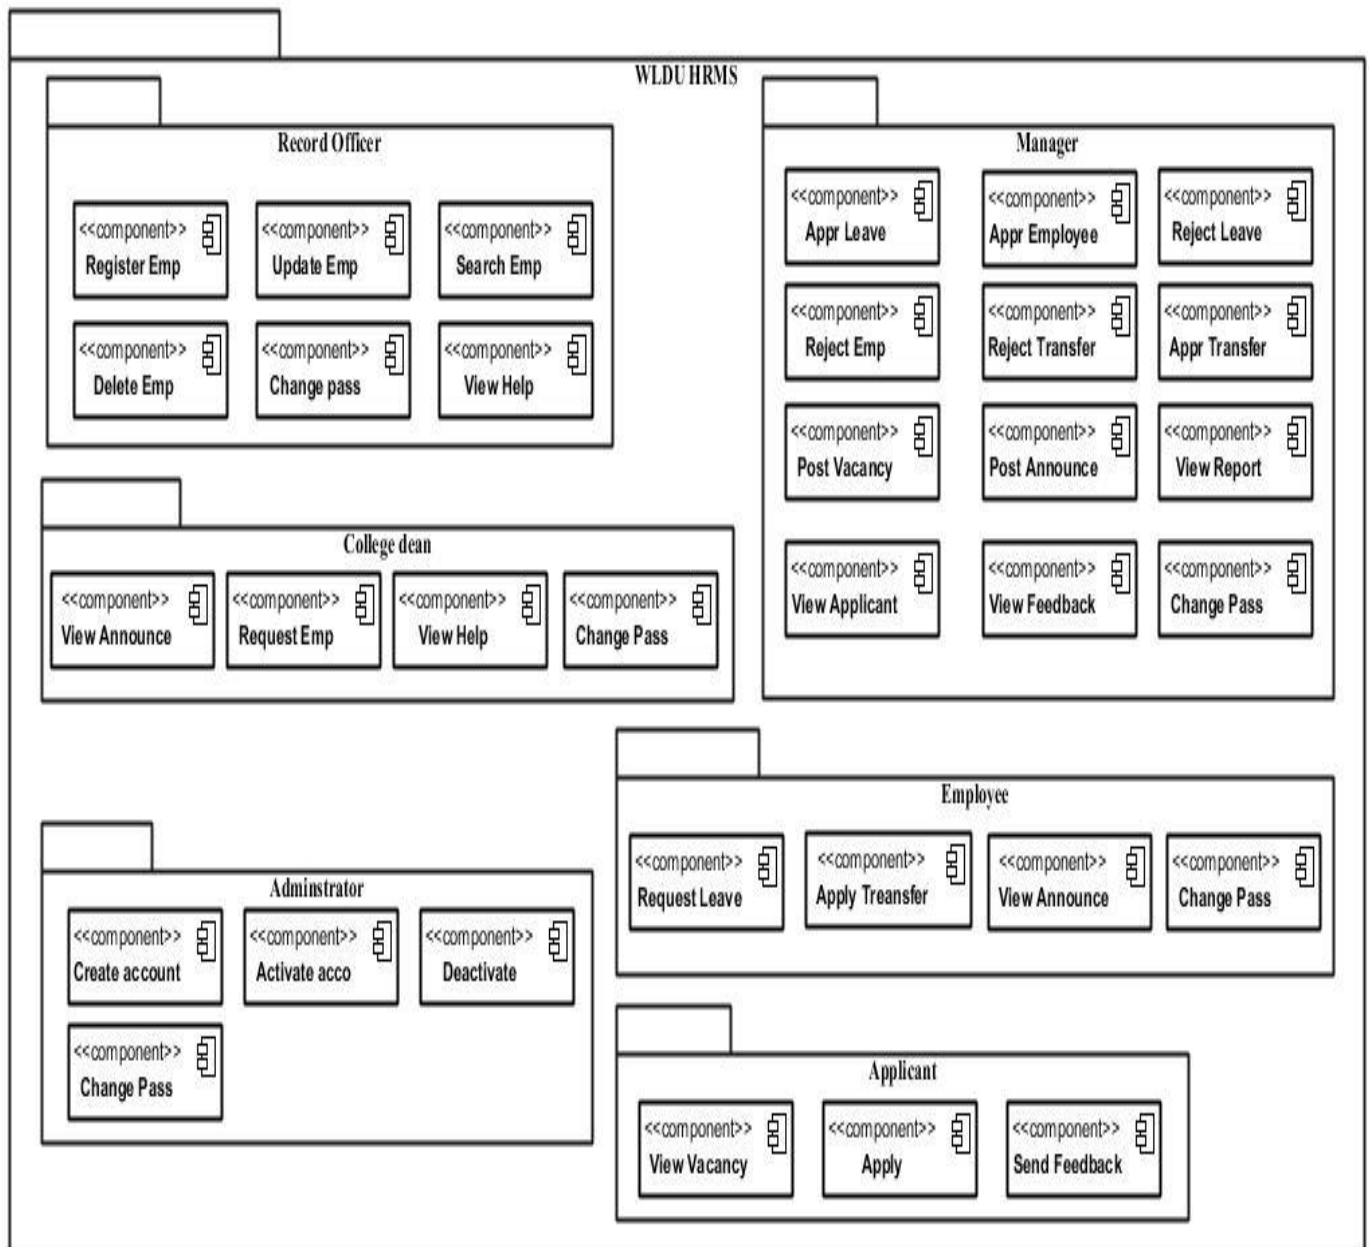 WLDU HRMS
Record Officer
<<component>>
Register Emp
<<component>>
Update Emp
<<component>>
Search Emp
<<component>>
Delete Emp
<<component>>
Change pass
<<component>>
View Help
Manager
<<component>>
Appr Leave
<<component>>
Appr Employee
<<component>>
Reject Leave
<<component>>
Reject Emp
<<component>>
Reject Transfer
<<component>>
Appr Transfer
<<component>>
Post Vacancy
<<component>>
Post Announce
<<component>>
View Report
<<component>>
View Applicant
<<component>>
View Feedback
<<component>>
Change Pass
College dean
<<component>>
View Announce
<<component>>
Request Emp
<<component>>
View Help
<<component>>
Change Pass
Employee
<<component>>
Request Leave
<<component>>
Apply Treansfer
<<component>>
View Announce
<<component>>
Change Pass
Adminstrator
<<component>>
Create account
<<component>>
Activate acco
<<component>>
Deactivate
<<component>>
Change Pass
Applicant
<<component>>
View Vacancy
<<component>>
Apply
<<component>>
Send Feedback